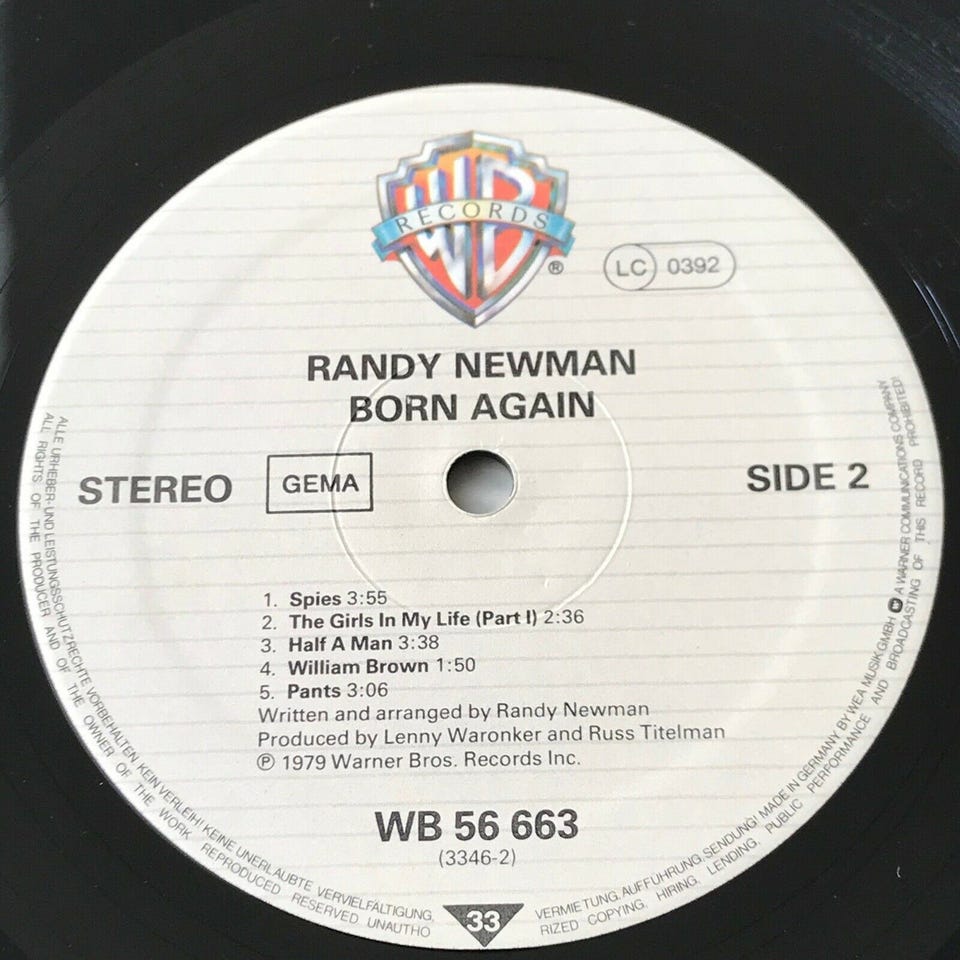 WB
RECORDS
®
LC 0392
RANDY NEWMAN
BORN AGAIN
STEREO
GEMA
SIDE 2
1. Spies 3:55
2. The Girls In My Life (Part I) 2:36
3. Half A Man 3:38
4. William Brown 1:50
5. Pants 3:06
Written and arranged by Randy Newman
Produced by Lenny Waronker and Russ Titelman
℗ 1979 Warner Bros. Records Inc.
WB 56 663
(3346-2)
33
ALLE URHEBER- UND LEISTUNGSSCHUTZRECHTE VORBEHALTEN KEIN VERLEIH! KEINE UNERLAUBTE VERVIELFÄLTIGUNG, VERMIETUNG, AUFFÜHRUNG, SENDUNG! MADE IN GERMANY BY WEA MUSIK GMBH A WARNER COMMUNICATIONS COMPANY
ALL RIGHTS OF THE PRODUCER AND OF THE OWNER OF THE WORK REPRODUCED RESERVED. UNAUTHORIZED COPYING, HIRING, LENDING, PUBLIC PERFORMANCE AND BROADCASTING OF THIS RECORD PROHIBITED!